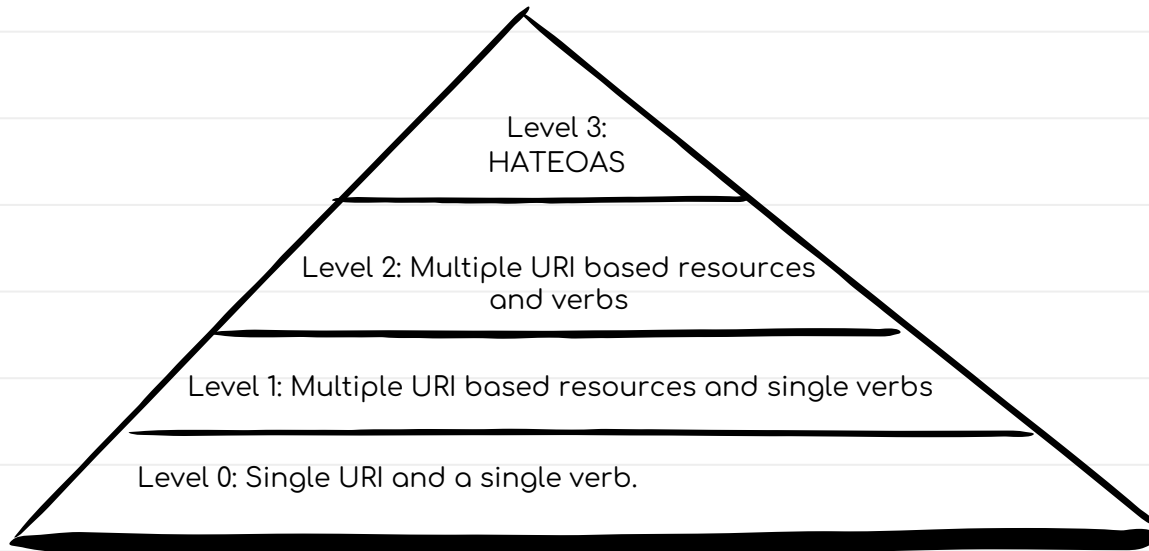 Level 3:
HATEOAS
Level 2: Multiple URI based resources
and verbs
Level 1: Multiple URI based resources and single verbs
Level 0: Single URI and a single verb.